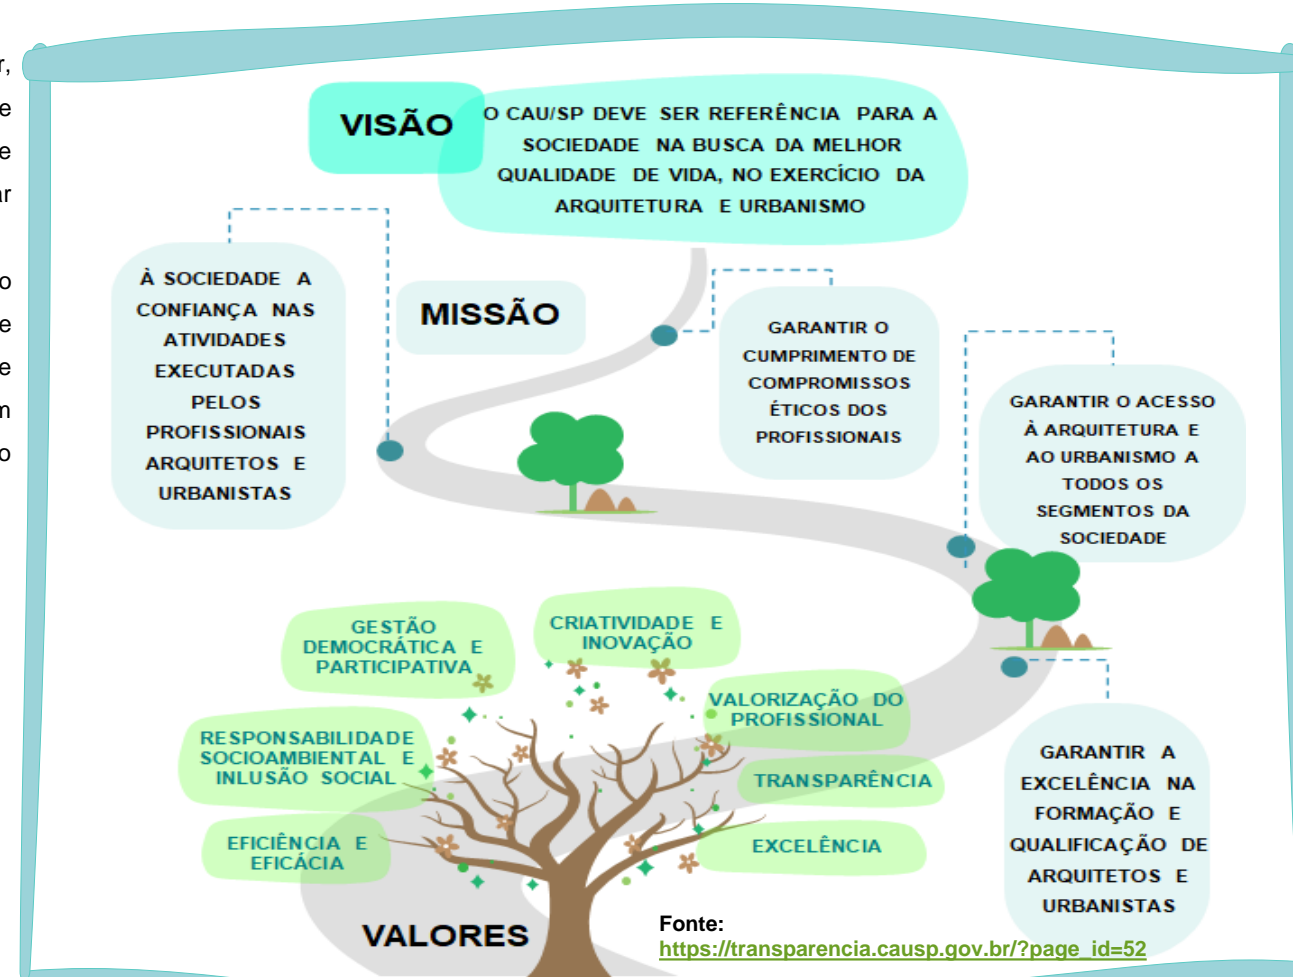 r,
e
e
ar
o
e
e
m
o
VISÃO
O CAU/SP DEVE SER REFERÊNCIA PARA A
SOCIEDADE NA BUSCA DA MELHOR
QUALIDADE DE VIDA, NO EXERCÍCIO DA
ARQUITETURA E URBANISMO
MISSÃO
À SOCIEDADE A
CONFIANÇA NAS
ATIVIDADES
EXECUTADAS
PELOS
PROFISSIONAIS
ARQUITETOS E
URBANISTAS
GARANTIR O
CUMPRIMENTO DE
COMPROMISSOS
ÉTICOS DOS
PROFISSIONAIS
GARANTIR O ACESSO
À ARQUITETURA E
AO URBANISMO A
TODOS OS
SEGMENTOS DA
SOCIEDADE
GARANTIR A
EXCELÊNCIA NA
FORMAÇÃO E
QUALIFICAÇÃO DE
ARQUITETOS E
URBANISTAS
GESTÃO
DEMOCRÁTICA E
PARTICIPATIVA
CRIATIVIDADE E
INOVAÇÃO
VALORIZAÇÃO DO
PROFISSIONAL
RESPONSABILIDADE
SOCIOAMBIENTAL E
INLUSÃO SOCIAL
TRANSPARÊNCIA
EFICIÊNCIA E
EFICÁCIA
EXCELÊNCIA
VALORES
Fonte:
https://transparencia.causp.gov.br/?page_id=52